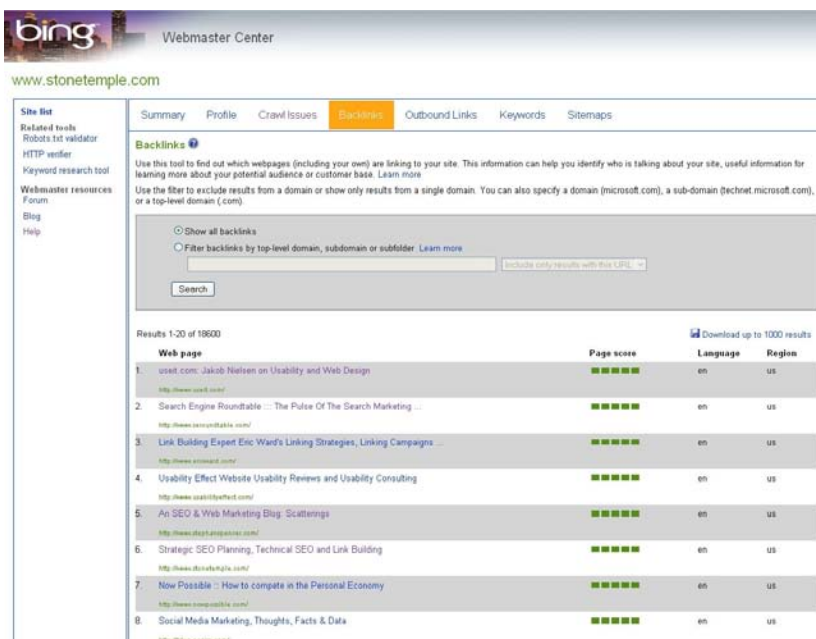 bing
Webmaster Center
www.stonetemple.com
Site list
Related tools
Robots.txt validator
HTTP verifier
Keyword research tool
Webmaster resources
Forum
Blog
Help
Summary Profile Crawl Issues Backlinks Outbound Links Keywords Sitemaps
Backlinks
Use this tool to find out which webpages (including your own) are linking to your site. This information can help you identify who is talking about your site, useful information for
learning more about your potential audience or customer base. Learn more
Use the filter to exclude results from a domain or show only results from a single domain. You can also specify a domain (microsoft.com), a sub-domain (technet.microsoft.com),
or a top-level domain (.com).
Show all backlinks
Filter backlinks by top-level domain, subdomain or subfolder Learn more
Include only results with this URL
Search
Results 1-20 of 18600 Download up to 1000 results
Web page Page score Language Region
1. useit.com: Jakob Nielsen on Usability and Web Design en us
http://www.useit.com/
2. Search Engine Roundtable ::: The Pulse Of The Search Marketing ... en us
http://www.seroundtable.com/
3. Link Building Expert Eric Ward's Linking Strategies, Linking Campaigns ... en us
http://www.ericward.com/
4. Usability Effect Website Usability Reviews and Usability Consulting en us
http://www.usabilityeffect.com/
5. An SEO & Web Marketing Blog: Scatterings en us
6. Strategic SEO Planning, Technical SEO and Link Building en us
http://www.stonetemple.com/
7. Now Possible :: How to compete in the Personal Economy en us
http://www.nowpossible.com/
8. Social Media Marketing, Thoughts, Facts & Data en us